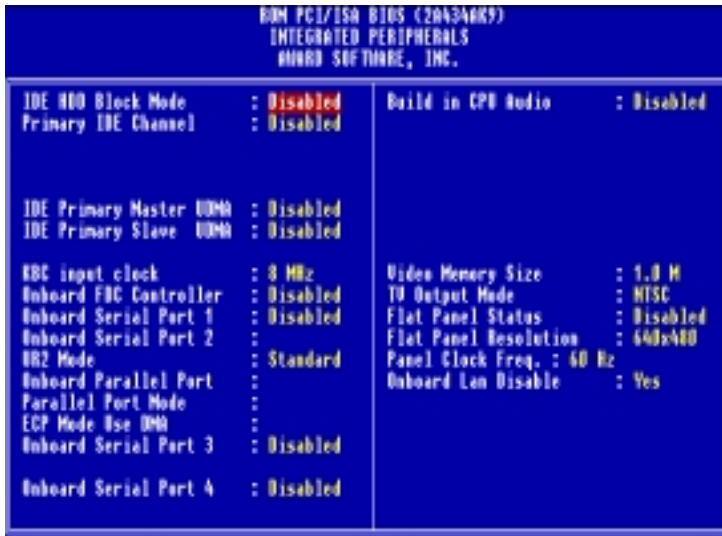 ROM PCI/ISA BIOS (2A434AK9)
INTEGRATED PERIPHERALS
AWARD SOFTWARE, INC.
IDE HDD Block Mode : Disabled
Primary IDE Channel : Disabled
IDE Primary Master UDMA : Disabled
IDE Primary Slave UDMA : Disabled
KBC input clock : 8 MHz
Onboard FDC Controller : Disabled
Onboard Serial Port 1 : Disabled
Onboard Serial Port 2 :
UR2 Mode : Standard
Onboard Parallel Port :
Parallel Port Mode :
ECP Mode Use DMA :
Onboard Serial Port 3 : Disabled
Onboard Serial Port 4 : Disabled
Build in CPU Audio : Disabled
Video Memory Size : 1.0 M
TV Output Mode : NTSC
Flat Panel Status : Disabled
Flat Panel Resolution : 640x480
Panel Clock Freq. : 60 Hz
Onboard Lan Disable : Yes